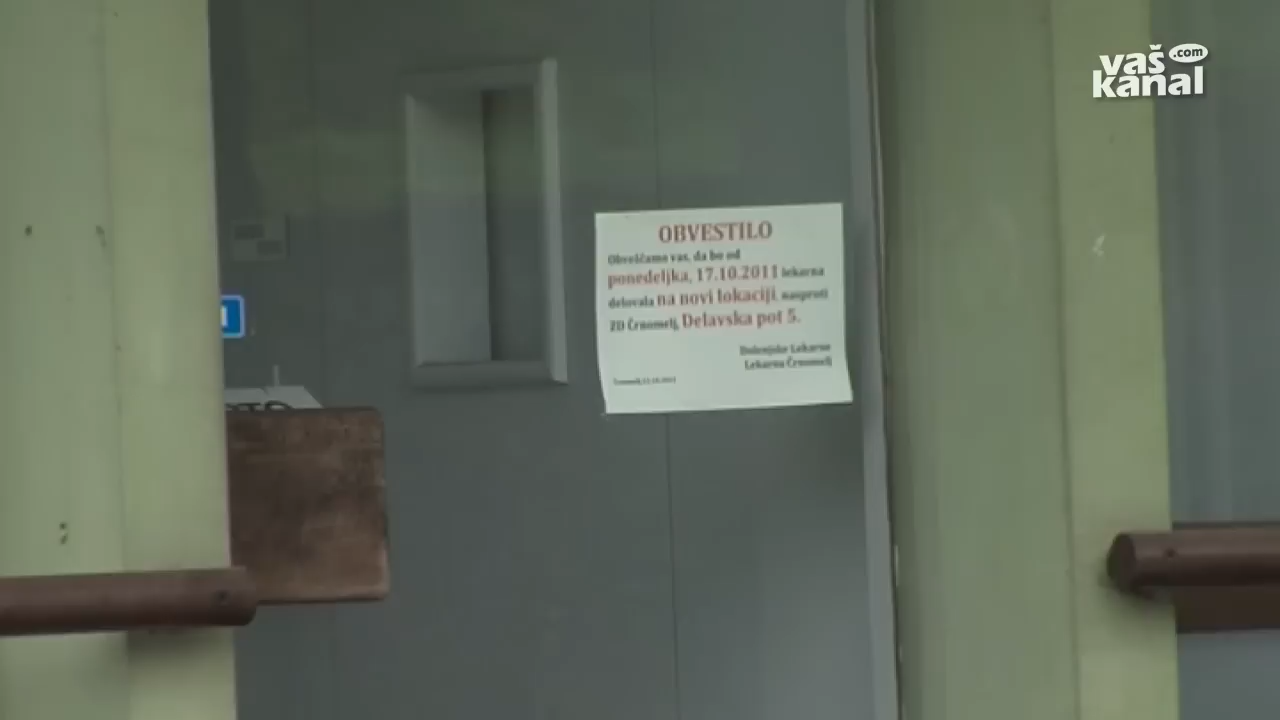 vaš.com
kanal
OBVESTILO
Obveščamo vas, da bo od
ponedeljka, 17.10.2011 lekarna
delovala na novi lokaciji, nasproti
ZD Črnomelj, Delavska pot 5.
Dolenjske Lekarne
Lekarna Črnomelj